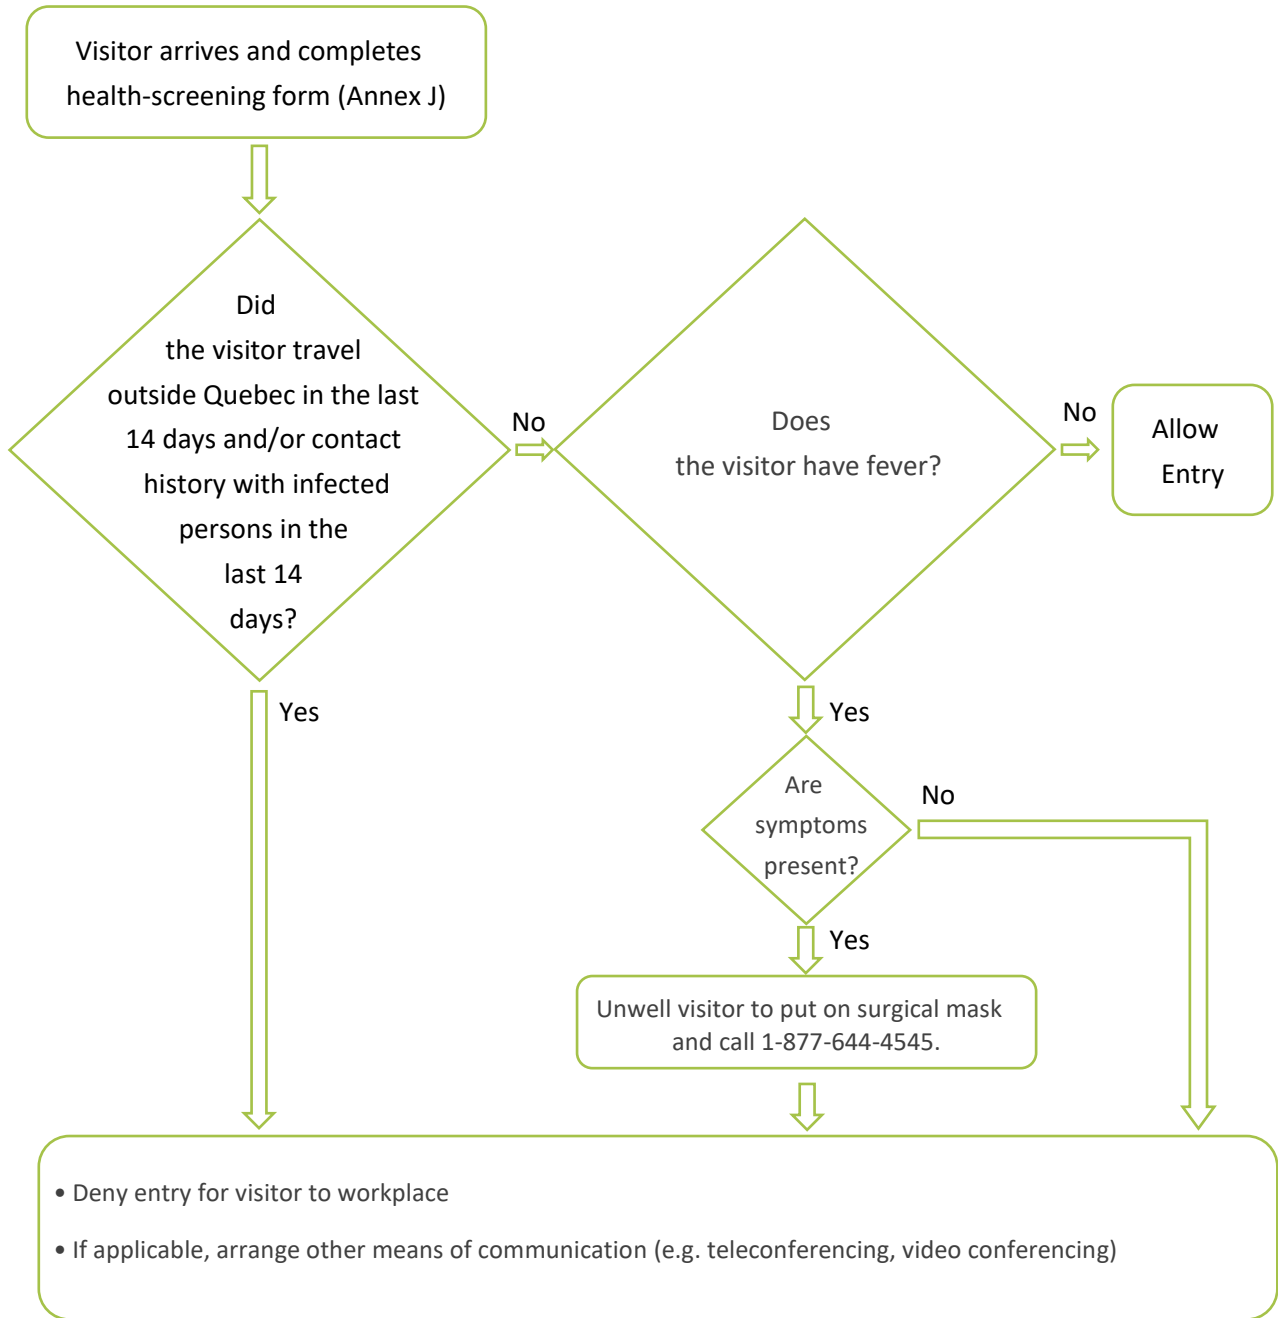 Visitor arrives and completes
health-screening form (Annex J)
Did
the visitor travel
outside Quebec in the last
14 days and/or contact
history with infected
persons in the
last 14
days?
No
Does
the visitor have fever?
No
Allow
Entry
Yes
Yes
Are
symptoms
present?
No
Yes
Unwell visitor to put on surgical mask
and call 1-877-644-4545.
• Deny entry for visitor to workplace
• If applicable, arrange other means of communication (e.g. teleconferencing, video conferencing)